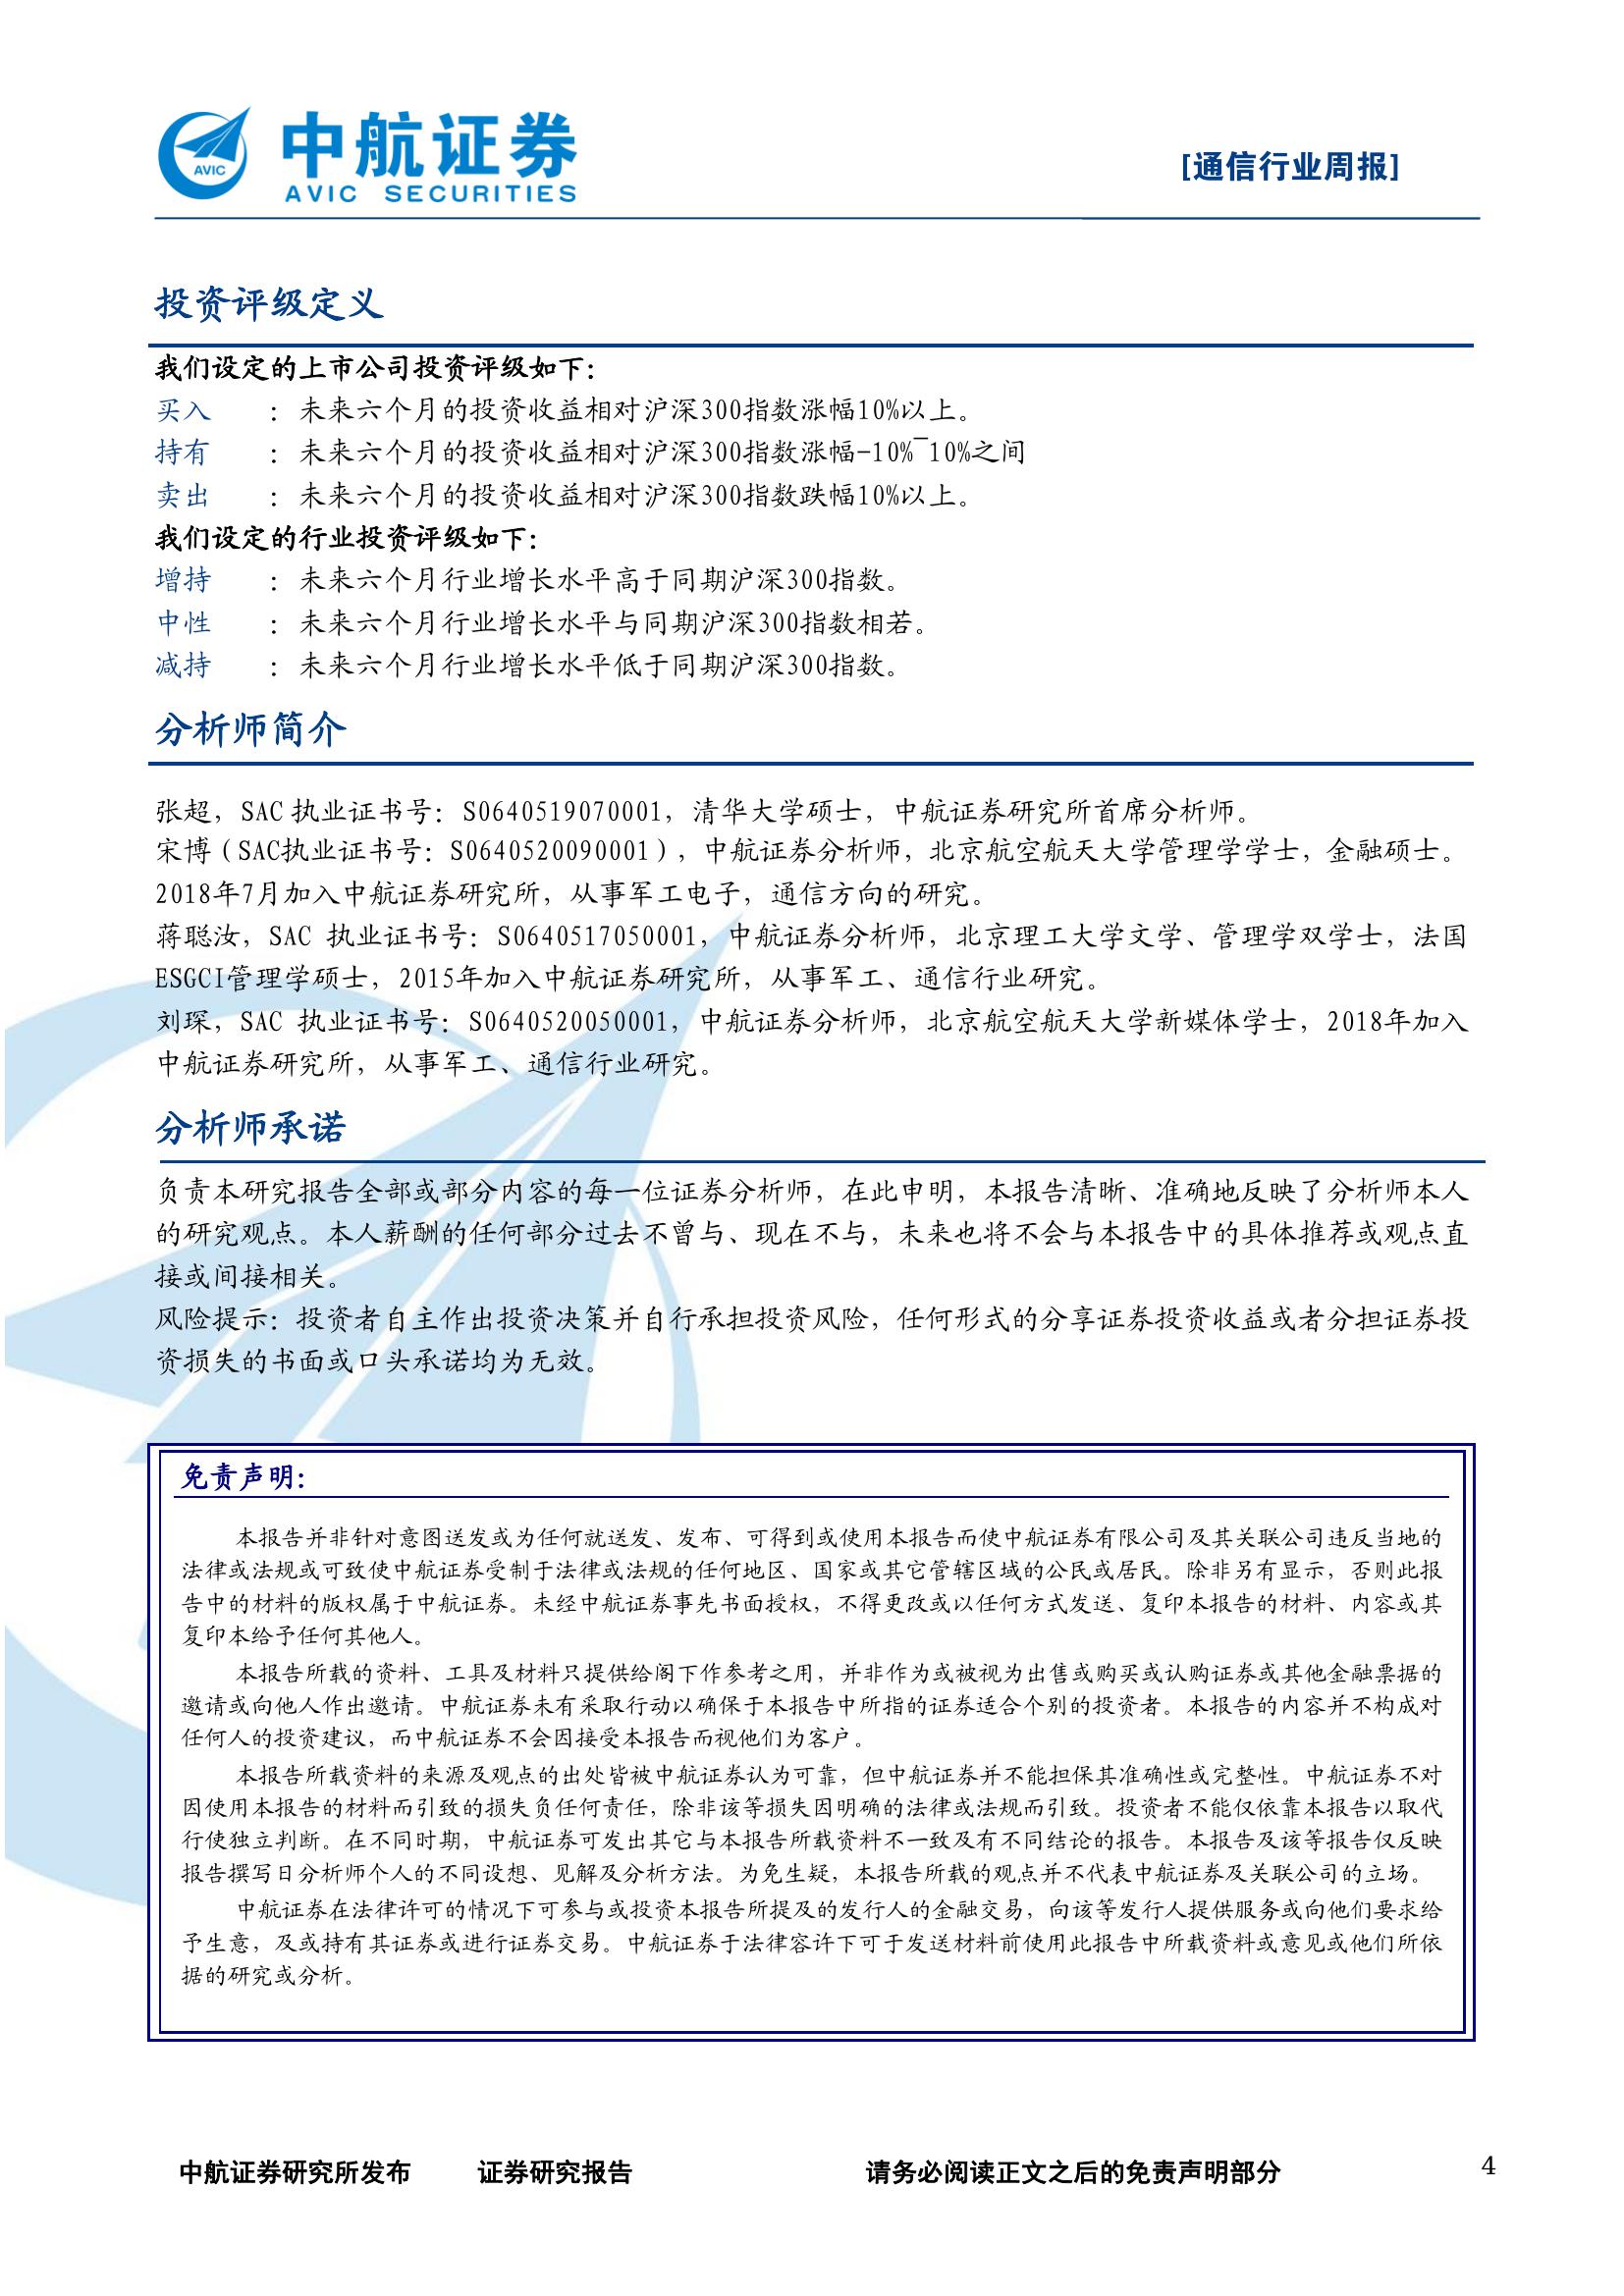 AVIC
中航证券
AVIC SECURITIES
[通信行业周报]
投资评级定义
我们设定的上市公司投资评级如下：
买入 ：未来六个月的投资收益相对沪深300指数涨幅10%以上。
持有 ：未来六个月的投资收益相对沪深300指数涨幅-10%~10%之间
卖出 ：未来六个月的投资收益相对沪深300指数跌幅10%以上。
我们设定的行业投资评级如下：
增持 ：未来六个月行业增长水平高于同期沪深300指数。
中性 ：未来六个月行业增长水平与同期沪深300指数相若。
减持 ：未来六个月行业增长水平低于同期沪深300指数。
分析师简介
张超，SAC 执业证书号：S0640519070001，清华大学硕士，中航证券研究所首席分析师。
宋博（SAC执业证书号：S0640520090001），中航证券分析师，北京航空航天大学管理学学士，金融硕士。
2018年7月加入中航证券研究所，从事军工电子，通信方向的研究。
蒋聪汝，SAC 执业证书号：S0640517050001，中航证券分析师，北京理工大学文学、管理学双学士，法国
ESGCI管理学硕士，2015年加入中航证券研究所，从事军工、通信行业研究。
刘琛，SAC 执业证书号：S0640520050001，中航证券分析师，北京航空航天大学新媒体学士，2018年加入
中航证券研究所，从事军工、通信行业研究。
分析师承诺
负责本研究报告全部或部分内容的每一位证券分析师，在此申明，本报告清晰、准确地反映了分析师本人
的研究观点。本人薪酬的任何部分过去不曾与、现在不与，未来也将不会与本报告中的具体推荐或观点直
接或间接相关。
风险提示：投资者自主作出投资决策并自行承担投资风险，任何形式的分享证券投资收益或者分担证券投
资损失的书面或口头承诺均为无效。
免责声明：
本报告并非针对意图送发或为任何就送发、发布、可得到或使用本报告而使中航证券有限公司及其关联公司违反当地的
法律或法规或可致使中航证券受制于法律或法规的任何地区、国家或其它管辖区域的公民或居民。除非另有显示，否则此报
告中的材料的版权属于中航证券。未经中航证券事先书面授权，不得更改或以任何方式发送、复印本报告的材料、内容或其
复印本给予任何其他人。
本报告所载的资料、工具及材料只提供给阁下作参考之用，并非作为或被视为出售或购买或认购证券或其他金融票据的
邀请或向他人作出邀请。中航证券未有采取行动以确保于本报告中所指的证券适合个别的投资者。本报告的内容并不构成对
任何人的投资建议，而中航证券不会因接受本报告而视他们为客户。
本报告所载资料的来源及观点的出处皆被中航证券认为可靠，但中航证券并不能担保其准确性或完整性。中航证券不对
因使用本报告的材料而引致的损失负任何责任，除非该等损失因明确的法律或法规而引致。投资者不能仅依靠本报告以取代
行使独立判断。在不同时期，中航证券可发出其它与本报告所载资料不一致及有不同结论的报告。本报告及该等报告仅反映
报告撰写日分析师个人的不同设想、见解及分析方法。为免生疑，本报告所载的观点并不代表中航证券及关联公司的立场。
中航证券在法律许可的情况下可参与或投资本报告所提及的发行人的金融交易，向该等发行人提供服务或向他们要求给
予生意，及或持有其证券或进行证券交易。中航证券于法律容许下可于发送材料前使用此报告中所载资料或意见或他们所依
据的研究或分析。
中航证券研究所发布 证券研究报告 请务必阅读正文之后的免责声明部分 4